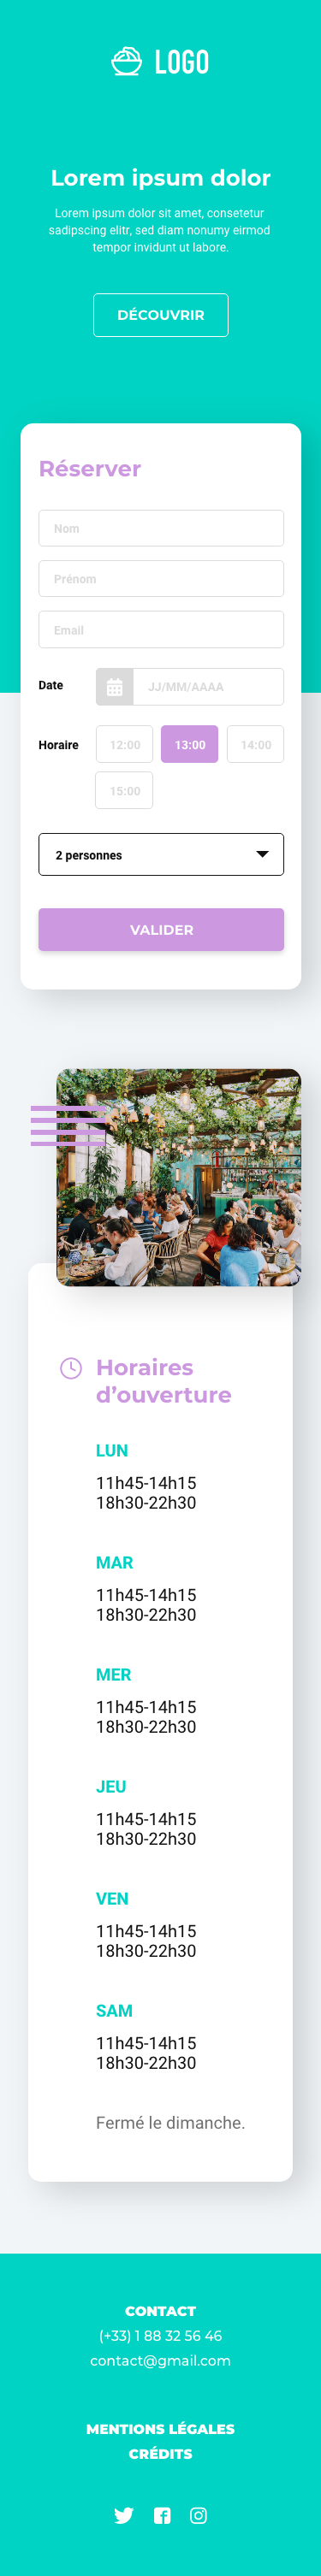 LOGO
Lorem ipsum dolor
Lorem ipsum dolor sit amet, consetetur
sadipscing elitr, sed diam nonumy eirmod
tempor invidunt ut labore.
DÉCOUVRIR
Réserver
Nom
Prénom
Email
Date
JJ/MM/AAAA
Horaire
12:00
13:00
14:00
15:00
2 personnes
VALIDER
Horaires
d’ouverture
LUN
11h45-14h15
18h30-22h30
MAR
11h45-14h15
18h30-22h30
MER
11h45-14h15
18h30-22h30
JEU
11h45-14h15
18h30-22h30
VEN
11h45-14h15
18h30-22h30
SAM
11h45-14h15
18h30-22h30
Fermé le dimanche.
CONTACT
(+33) 1 88 32 56 46
contact@gmail.com
MENTIONS LÉGALES
CRÉDITS